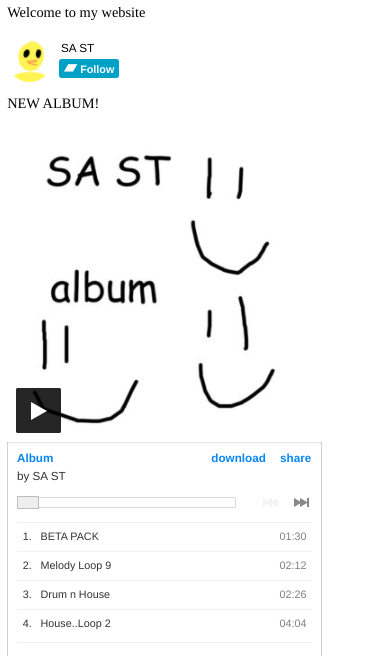 Welcome to my website
SA ST
Follow
NEW ALBUM!
SA ST
album
Album download share
by SA ST
1. BETA PACK 01:30
2. Melody Loop 9 02:12
3. Drum n House 02:26
4. House..Loop 2 04:04